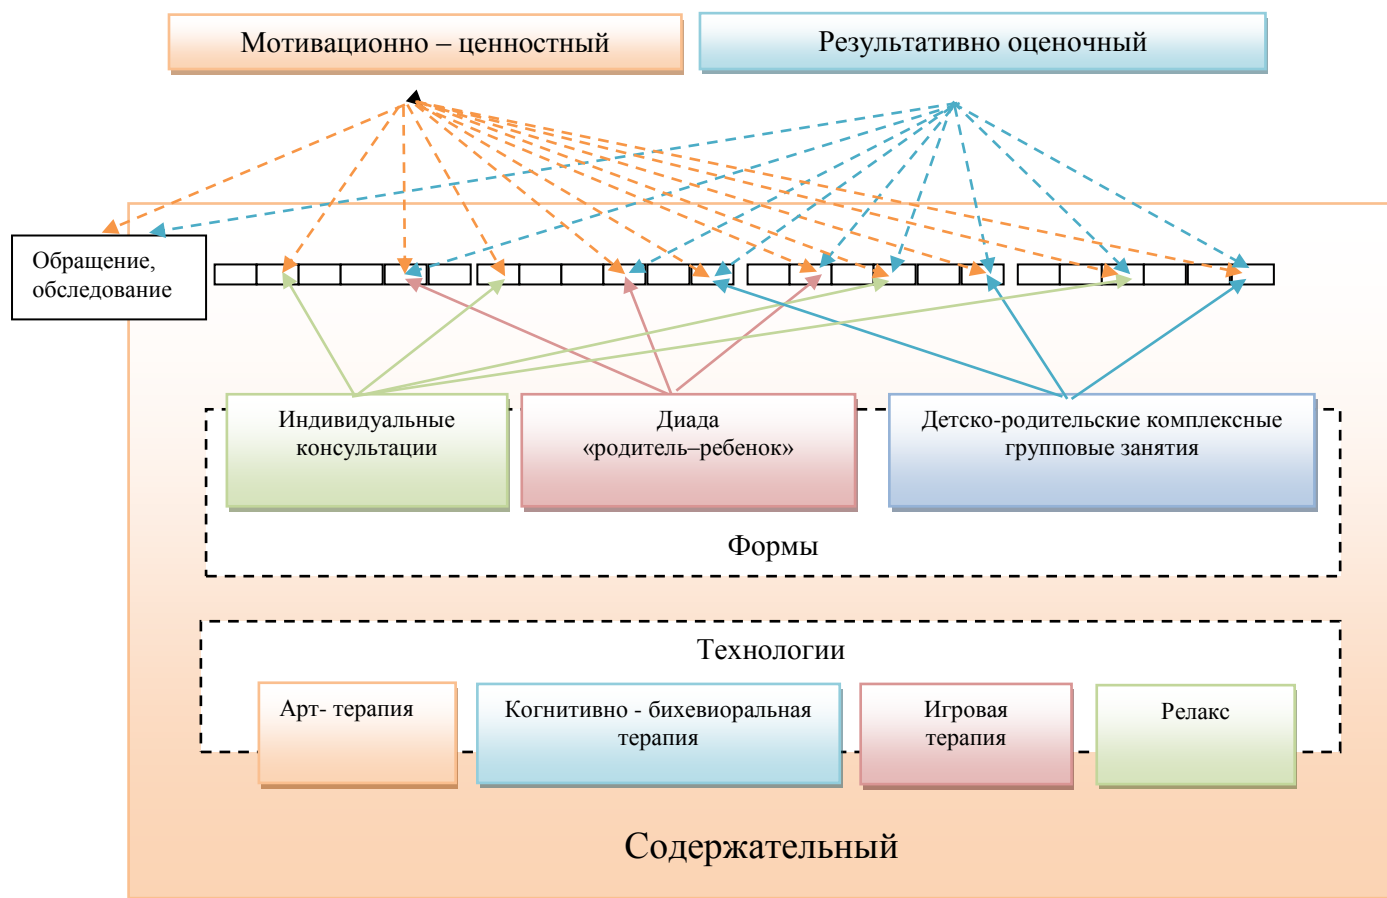 Мотивационно – ценностный
Результативно оценочный
Обращение,
обследование
Индивидуальные
консультации
Диада
«родитель–ребенок»
Детско-родительские комплексные
групповые занятия
Формы
Технологии
Арт- терапия
Когнитивно - бихевиоральная
терапия
Игровая
терапия
Релакс
Содержательный